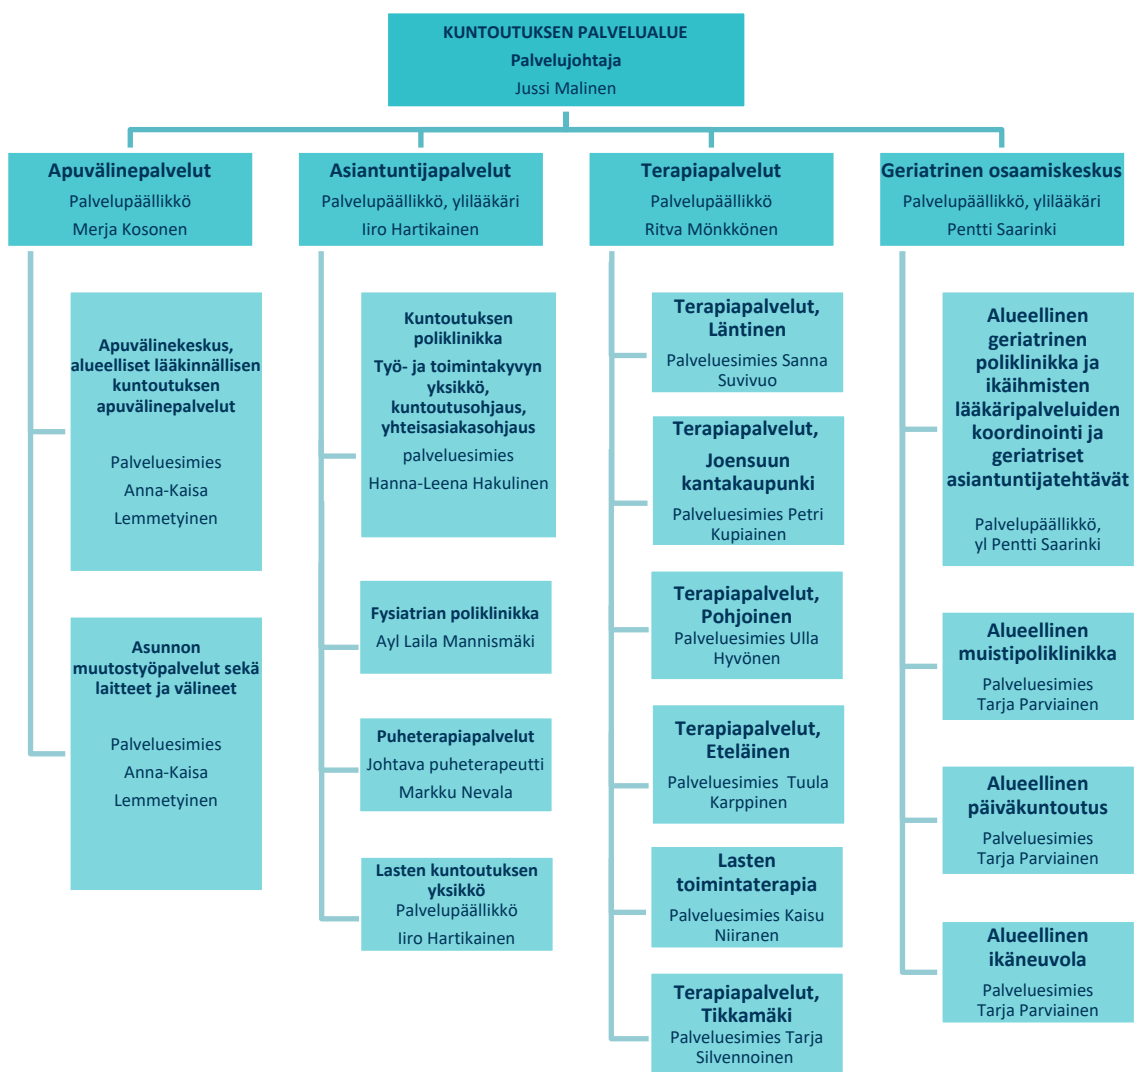 KUNTOUTUKSEN PALVELUALUE
Palvelujohtaja
Jussi Malinen
Apuvälinepalvelut
Palvelupäällikkö
Merja Kosonen
Apuvälinekeskus,
alueelliset lääkinnällisen
kuntoutuksen
apuvälinepalvelut
Palveluesimies
Anna-Kaisa
Lemmetyinen
Asunnon
muutostyöpalvelut sekä
laitteet ja välineet
Palveluesimies
Anna-Kaisa
Lemmetyinen
Asiantuntijapalvelut
Palvelupäällikkö, ylilääkäri
Iiro Hartikainen
Kuntoutuksen
poliklinikka
Työ- ja toimintakyvyn
yksikkö,
kuntoutusohjaus,
yhteisasiakasohjaus
palveluesimies
Hanna-Leena Hakulinen
Fysiatrian poliklinikka
Ayl Laila Mannismäki
Puheterapiapalvelut
Johtava puheterapeutti
Markku Nevala
Lasten kuntoutuksen
yksikkö
Palvelupäällikkö
Iiro Hartikainen
Terapiapalvelut
Palvelupäällikkö
Ritva Mönkkönen
Terapiapalvelut,
Läntinen
Palveluesimies Sanna
Suvivuo
Terapiapalvelut,
Joensuun
kantakaupunki
Palveluesimies Petri
Kupiainen
Terapiapalvelut,
Pohjoinen
Palveluesimies Ulla
Hyvönen
Terapiapalvelut,
Eteläinen
Palveluesimies Tuula
Karppinen
Lasten
toimintaterapia
Palveluesimies Kaisu
Niiranen
Terapiapalvelut,
Tikkamäki
Palveluesimies Tarja
Silvennoinen
Geriatrinen osaamiskeskus
Palvelupäällikkö, ylilääkäri
Pentti Saarinki
Alueellinen
geriatrinen
poliklinikka ja
ikäihmisten
lääkäripalveluiden
koordinointi ja
geriatriset
asiantuntijatehtävät
Palvelupäällikkö,
yl Pentti Saarinki
Alueellinen
muistipoliklinikka
Palveluesimies
Tarja Parviainen
Alueellinen
päiväkuntoutus
Palveluesimies
Tarja Parviainen
Alueellinen
ikäneuvola
Palveluesimies
Tarja Parviainen